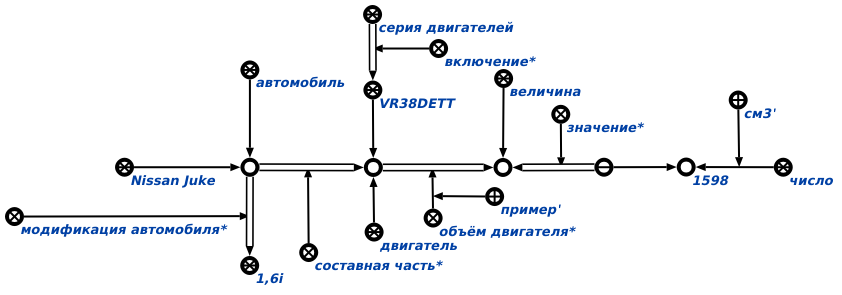 серия двигателей
включение*
автомобиль
VR38DETT
величина
см3'
значение*
Nissan Juke
1598
число
пример'
модификация автомобиля*
объём двигателя*
двигатель
составная часть*
1,6i